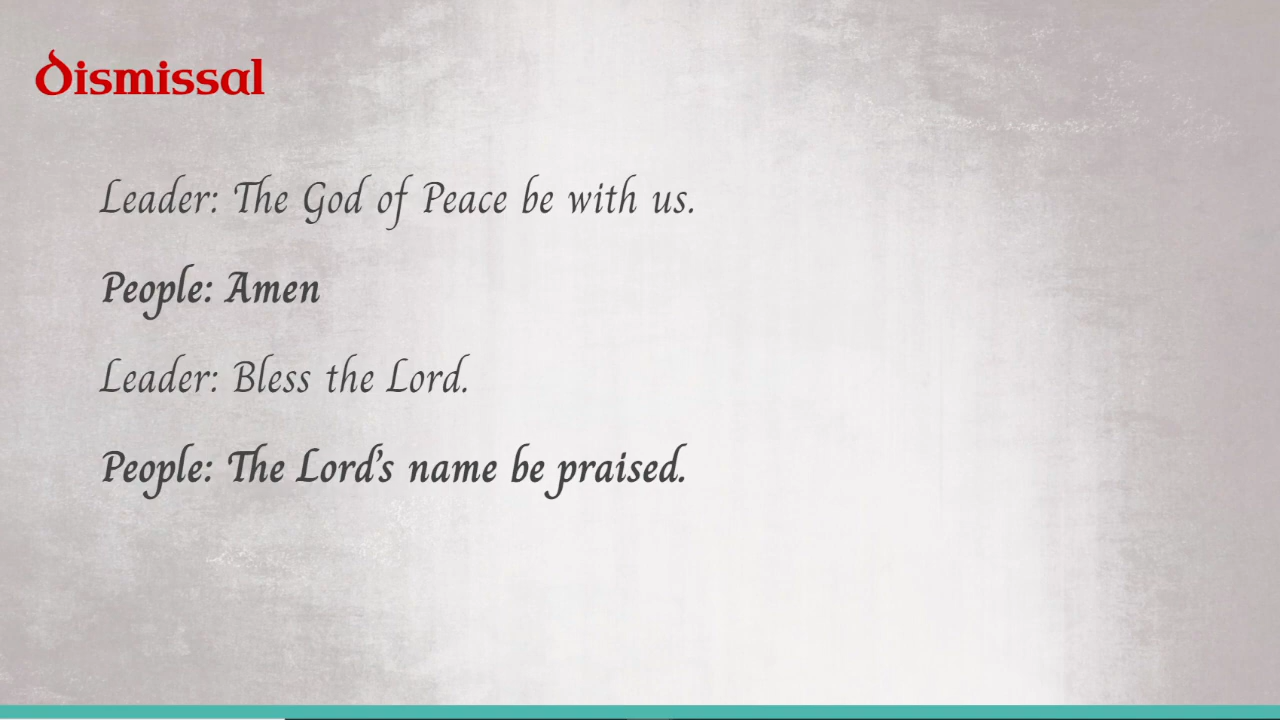 Dismissal
Leader: The God of Peace be with us.
People: Amen
Leader: Bless the Lord.
People: The Lord’s name be praised.